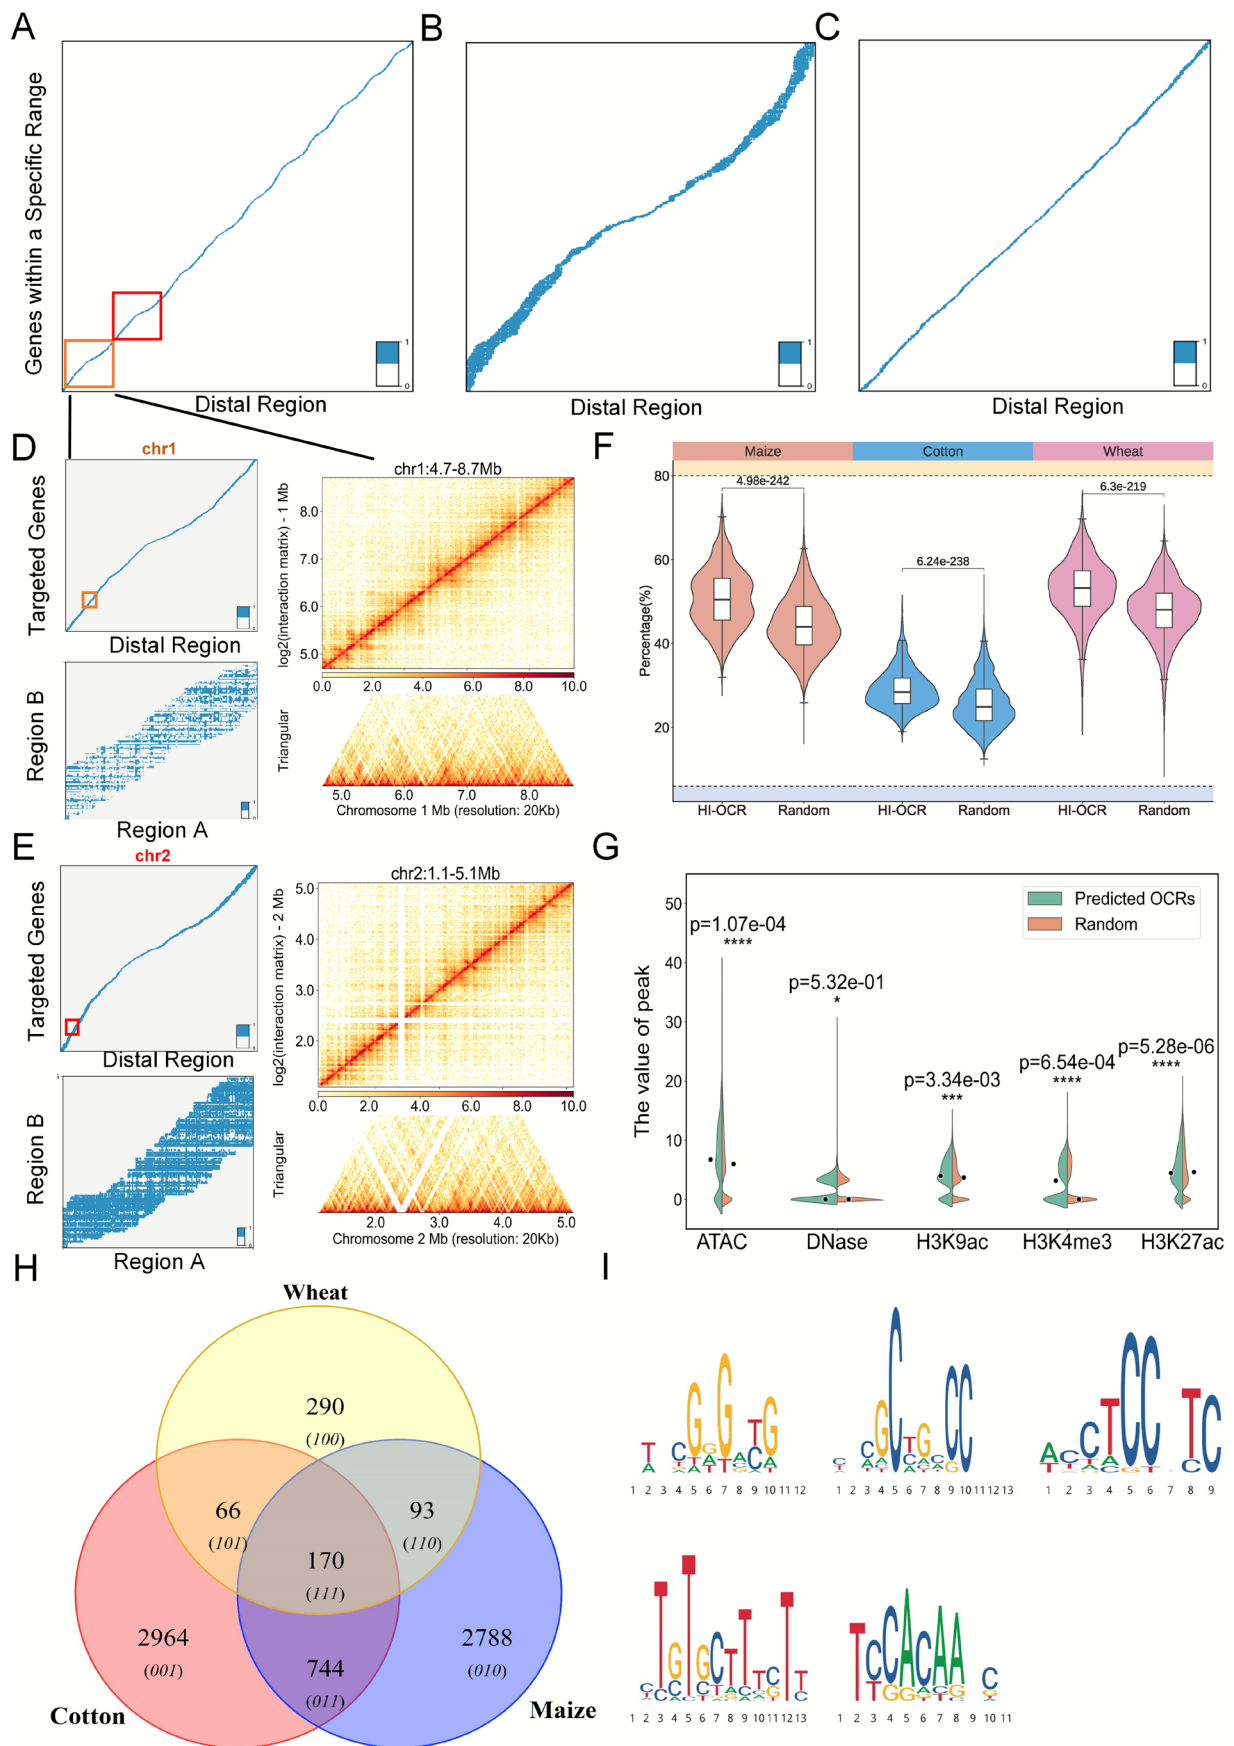 A
B
C
Genes within a Specific Range
1
0
1
0
1
0
Distal Region
Distal Region
Distal Region
D
chr1
Targeted Genes
Distal Region
Region B
Region A
chr1:4.7-8.7Mb
log2(interaction matrix) - 1 Mb
8.0
7.0
6.0
5.0
0.0 2.0 4.0 6.0 8.0 10.0
Triangular
5.0 6.0 7.0 8.0
Chromosome 1 Mb (resolution: 20Kb)
E
chr2
Targeted Genes
Distal Region
Region B
Region A
chr2:1.1-5.1Mb
log2(interaction matrix) - 2 Mb
5.0
4.0
3.0
2.0
0.0 2.0 4.0 6.0 8.0 10.0
Triangular
2.0 3.0 4.0 5.0
Chromosome 2 Mb (resolution: 20Kb)
F
Maize Cotton Wheat
Percentage(%)
80
60
40
20
4.98e-242
6.24e-238
6.3e-219
HI-OCR Random HI-OCR Random HI-OCR Random
G
The value of peak
50
40
30
20
10
0
Predicted OCRs
Random
p=1.07e-04
****
p=5.32e-01
*
p=3.34e-03
***
p=6.54e-04
****
p=5.28e-06
****
ATAC DNase H3K9ac H3K4me3 H3K27ac
H
Wheat
290
(100)
66
(101)
93
(110)
170
(111)
2964
(001)
744
(011)
2788
(010)
Cotton
Maize
I
1 2 3 4 5 6 7 8 9 10 11 12
1 2 3 4 5 6 7 8 9 10 11 12 13
1 2 3 4 5 6 7 8 9
1 2 3 4 5 6 7 8 9 10 11 12 13
1 2 3 4 5 6 7 8 9 10 11